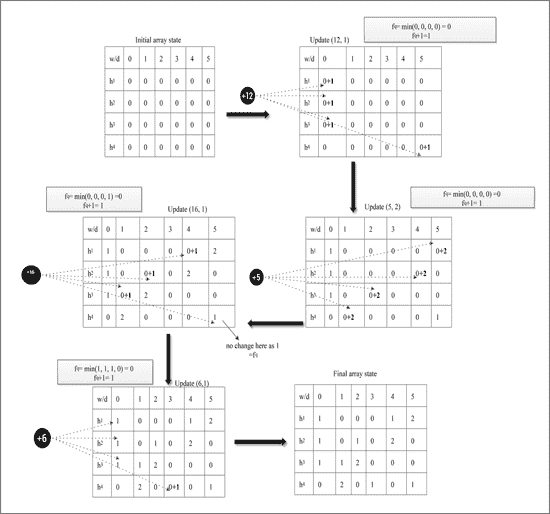 Initial array state
w/d 0 1 2 3 4 5
h1 0 0 0 0 0 0
h2 0 0 0 0 0 0
h3 0 0 0 0 0 0
h4 0 0 0 0 0 0
fe= min(0, 0, 0, 0) = 0
fe+1=1
Update (12, 1)
w/d 0 1 2 3 4 5
h1 0+1 0 0 0 0 0
h2 0+1 0 0 0 0 0
h3 0+1 0 0 0 0 0
h4 0 0 0 0 0 0+1
+12
fe= min(0, 0, 0, 1) =0
fe+1= 1
Update (16, 1)
w/d 0 1 2 3 4 5
h1 1 0 0 0 0+1 2
h2 1 0 0+1 0 2 0
h3 1 0+1 2 0 0 0
h4 0 2 0 0 0 1
+16
no change here as 1
=fe
fe= min(0, 0, 0, 0) =0
fe+1= 1
Update (5, 2)
w/d 0 1 2 3 4 5
h1 1 0 0 0 0 0+2
h2 1 0 0 0 0+2 0
h3 1 0 0+2 0 0 0
h4 0 0+2 0 0 0 1
+5
fe= min(1, 1, 1, 0) = 0
fe+1= 1
Update (6,1)
w/d 0 1 2 3 4 5
h1 1 0 0 0 1 2
h2 1 0 1 0 2 0
h3 1 1 2 0 0 0
h4 0 2 0 0+1 0 1
+6
Final array state
w/d 0 1 2 3 4 5
h1 1 0 0 0 1 2
h2 1 0 1 0 2 0
h3 1 1 2 0 0 0
h4 0 2 0 1 0 1